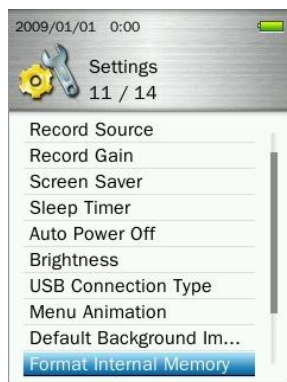 2009/01/01 0:00
Settings
11 / 14
Record Source
Record Gain
Screen Saver
Sleep Timer
Auto Power Off
Brightness
USB Connection Type
Menu Animation
Default Background Im...
Format Internal Memory